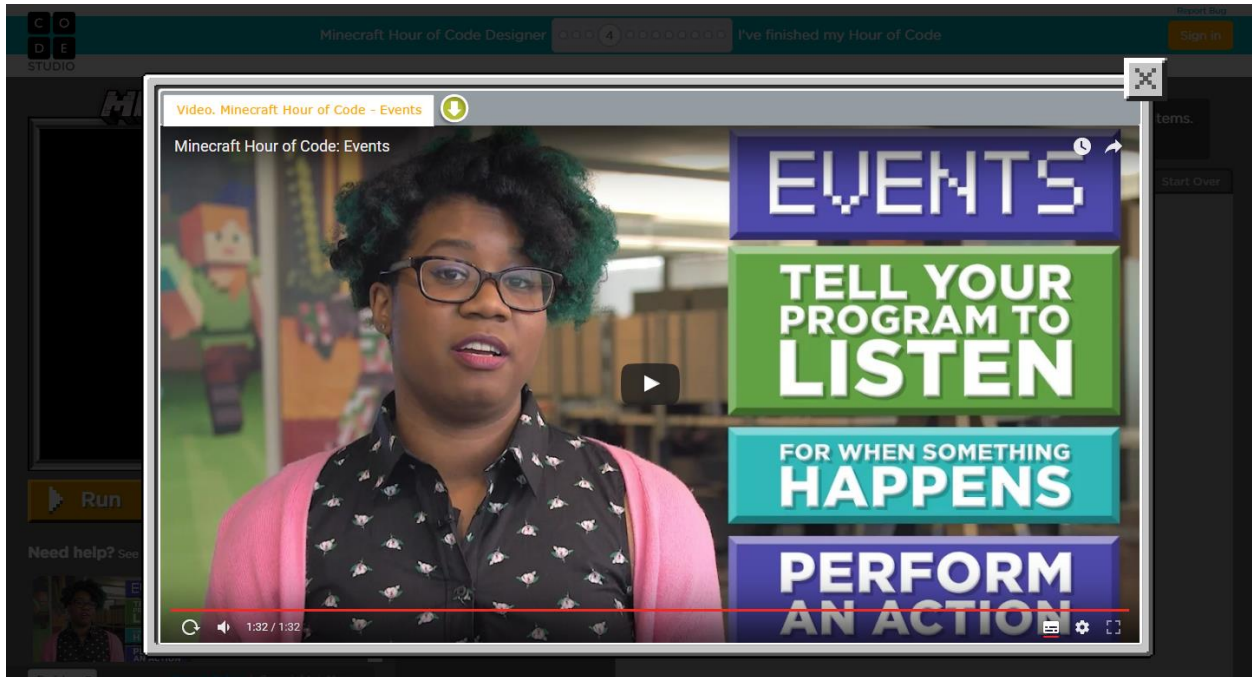 Report Bug
C O
D E
STUDIO
Minecraft Hour of Code Designer
4
I've finished my Hour of Code
Sign in
Video. Minecraft Hour of Code - Events
Minecraft Hour of Code: Events
EVENTS
TELL YOUR
PROGRAM TO
LISTEN
FOR WHEN SOMETHING
HAPPENS
PERFORM
AN ACTION
1:32 / 1:32
tems.
Start Over
Run
Need help? See